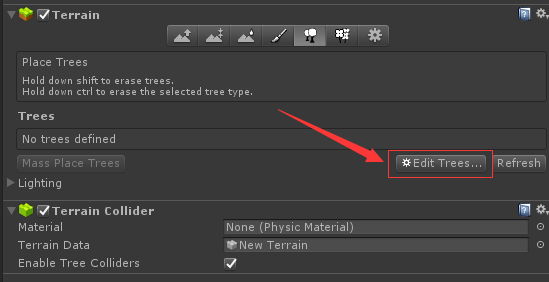 Terrain
Place Trees
Hold down shift to erase trees.
Hold down ctrl to erase the selected tree type.
Trees
No trees defined
Mass Place Trees Edit Trees... Refresh
Lighting
Terrain Collider
Material None (Physic Material)
Terrain Data New Terrain
Enable Tree Colliders